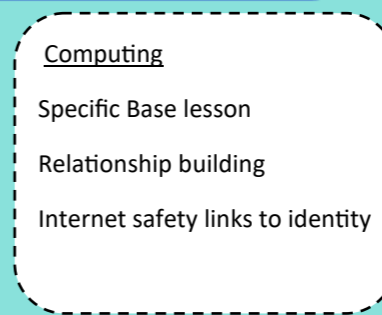 Computing
Specific Base lesson
Relationship building
Internet safety links to identity